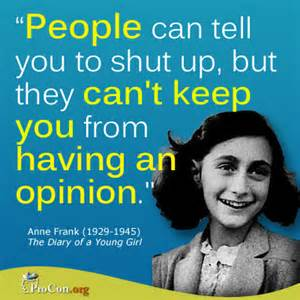 “People can tell
you to shut up, but
they can't keep
you from
having an
opinion."
Anne Frank (1929-1945)
The Diary of a Young Girl
ProCon.org